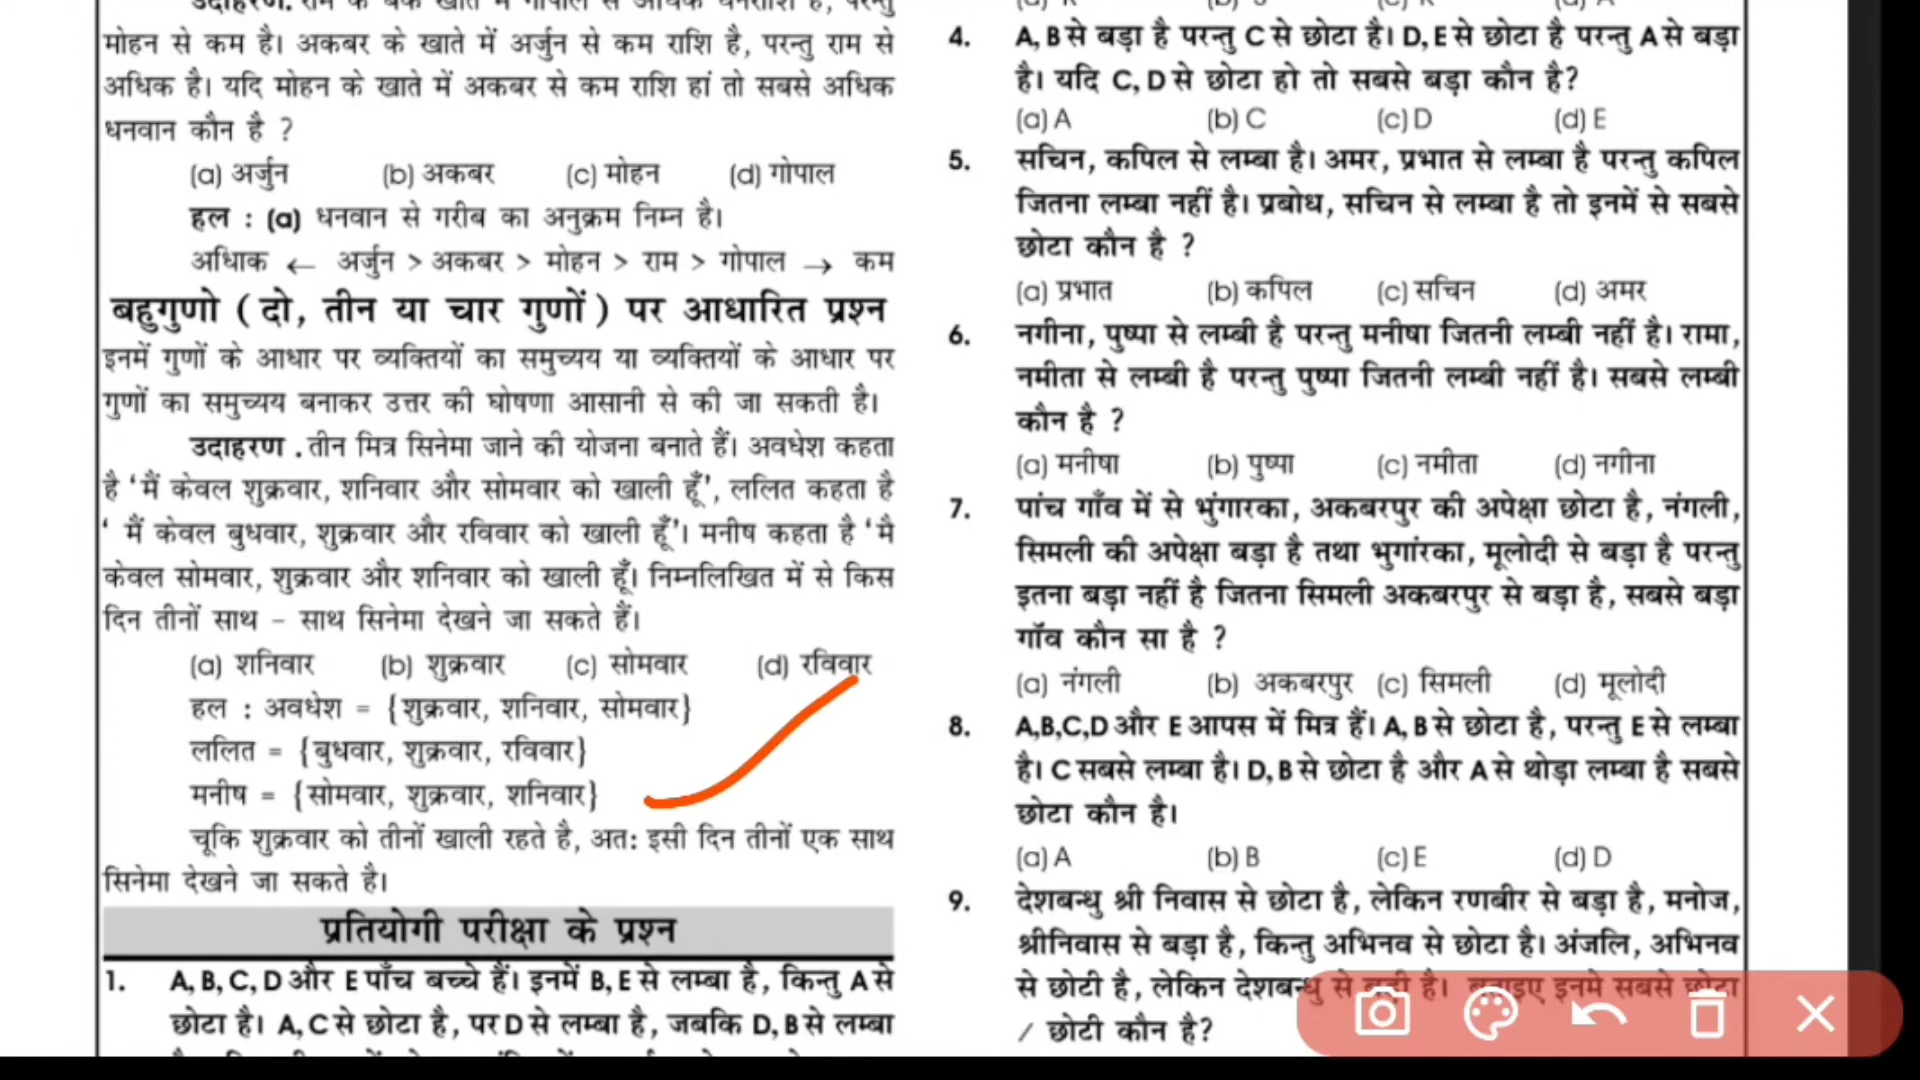 उदाहरण. राम के बैंक खाते में गोपाल से अधिक धनराशि है, परन्तु
मोहन से कम है। अकबर के खाते में अर्जुन से कम राशि है, परन्तु राम से
अधिक है। यदि मोहन के खाते में अकबर से कम राशि हां तो सबसे अधिक
धनवान कौन है ?
(a) अर्जुन (b) अकबर (c) मोहन (d) गोपाल
हल : (a) धनवान से गरीब का अनुक्रम निम्न है।
अधिाक ← अर्जुन > अकबर > मोहन > राम > गोपाल → कम
बहुगुणो ( दो, तीन या चार गुणों ) पर आधारित प्रश्न
इनमें गुणों के आधार पर व्यक्तियों का समुच्चय या व्यक्तियों के आधार पर
गुणों का समुच्चय बनाकर उत्तर की घोषणा आसानी से की जा सकती है।
उदाहरण .तीन मित्र सिनेमा जाने की योजना बनाते हैं। अवधेश कहता
है ‘मैं केवल शुक्रवार, शनिवार और सोमवार को खाली हूँ’, ललित कहता है
‘ मैं केवल बुधवार, शुक्रवार और रविवार को खाली हूँ’। मनीष कहता है ‘मै
केवल सोमवार, शुक्रवार और शनिवार को खाली हूँ। निम्नलिखित में से किस
दिन तीनों साथ - साथ सिनेमा देखने जा सकते हैं।
(a) शनिवार (b) शुक्रवार (c) सोमवार (d) रविवार
हल : अवधेश = {शुक्रवार, शनिवार, सोमवार}
ललित = {बुधवार, शुक्रवार, रविवार}
मनीष = {सोमवार, शुक्रवार, शनिवार}
चूकि शुक्रवार को तीनों खाली रहते है, अतः इसी दिन तीनों एक साथ
सिनेमा देखने जा सकते है।
प्रतियोगी परीक्षा के प्रश्न
1. A, B, C, D और E पाँच बच्चे हैं। इनमें B, E से लम्बा है, किन्तु A से
छोटा है। A, C से छोटा है, पर D से लम्बा है, जबकि D, B से लम्बा
4. A, B से बड़ा है परन्तु C से छोटा है। D, E से छोटा है परन्तु A से बड़ा
है। यदि C, D से छोटा हो तो सबसे बड़ा कौन है?
(a) A (b) C (c) D (d) E
5. सचिन, कपिल से लम्बा है। अमर, प्रभात से लम्बा है परन्तु कपिल
जितना लम्बा नहीं है। प्रबोध, सचिन से लम्बा है तो इनमें से सबसे
छोटा कौन है ?
(a) प्रभात (b) कपिल (c) सचिन (d) अमर
6. नगीना, पुष्पा से लम्बी है परन्तु मनीषा जितनी लम्बी नहीं है। रामा,
नमीता से लम्बी है परन्तु पुष्पा जितनी लम्बी नहीं है। सबसे लम्बी
कौन है ?
(a) मनीषा (b) पुष्पा (c) नमीता (d) नगीना
7. पांच गाँव में से भुंगारका, अकबरपुर की अपेक्षा छोटा है, नंगली,
सिमली की अपेक्षा बड़ा है तथा भुगांरका, मूलोदी से बड़ा है परन्तु
इतना बड़ा नहीं है जितना सिमली अकबरपुर से बड़ा है, सबसे बड़ा
गॉव कौन सा है ?
(a) नंगली (b) अकबरपुर (c) सिमली (d) मूलोदी
8. A,B,C,D और E आपस में मित्र हैं। A, B से छोटा है, परन्तु E से लम्बा
है। C सबसे लम्बा है। D, B से छोटा है और A से थोड़ा लम्बा है सबसे
छोटा कौन है।
(a) A (b) B (c) E (d) D
9. देशबन्धु श्री निवास से छोटा है, लेकिन रणबीर से बड़ा है, मनोज,
श्रीनिवास से बड़ा है, किन्तु अभिनव से छोटा है। अंजलि, अभिनव
से छोटी है, लेकिन देशबन्धु से बड़ी है। बताइए इनमे सबसे छोटा
/ छोटी कौन है?